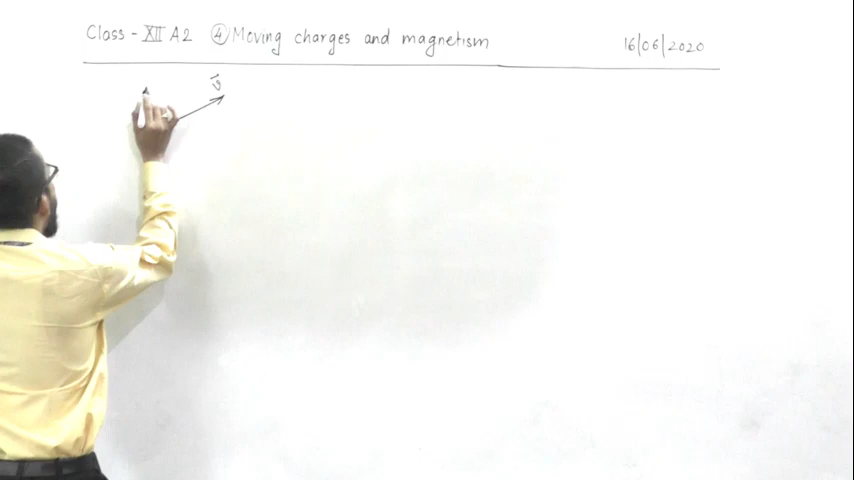 Class - XII A2 ④ Moving charges and magnetism 16/06/2020
v⃗